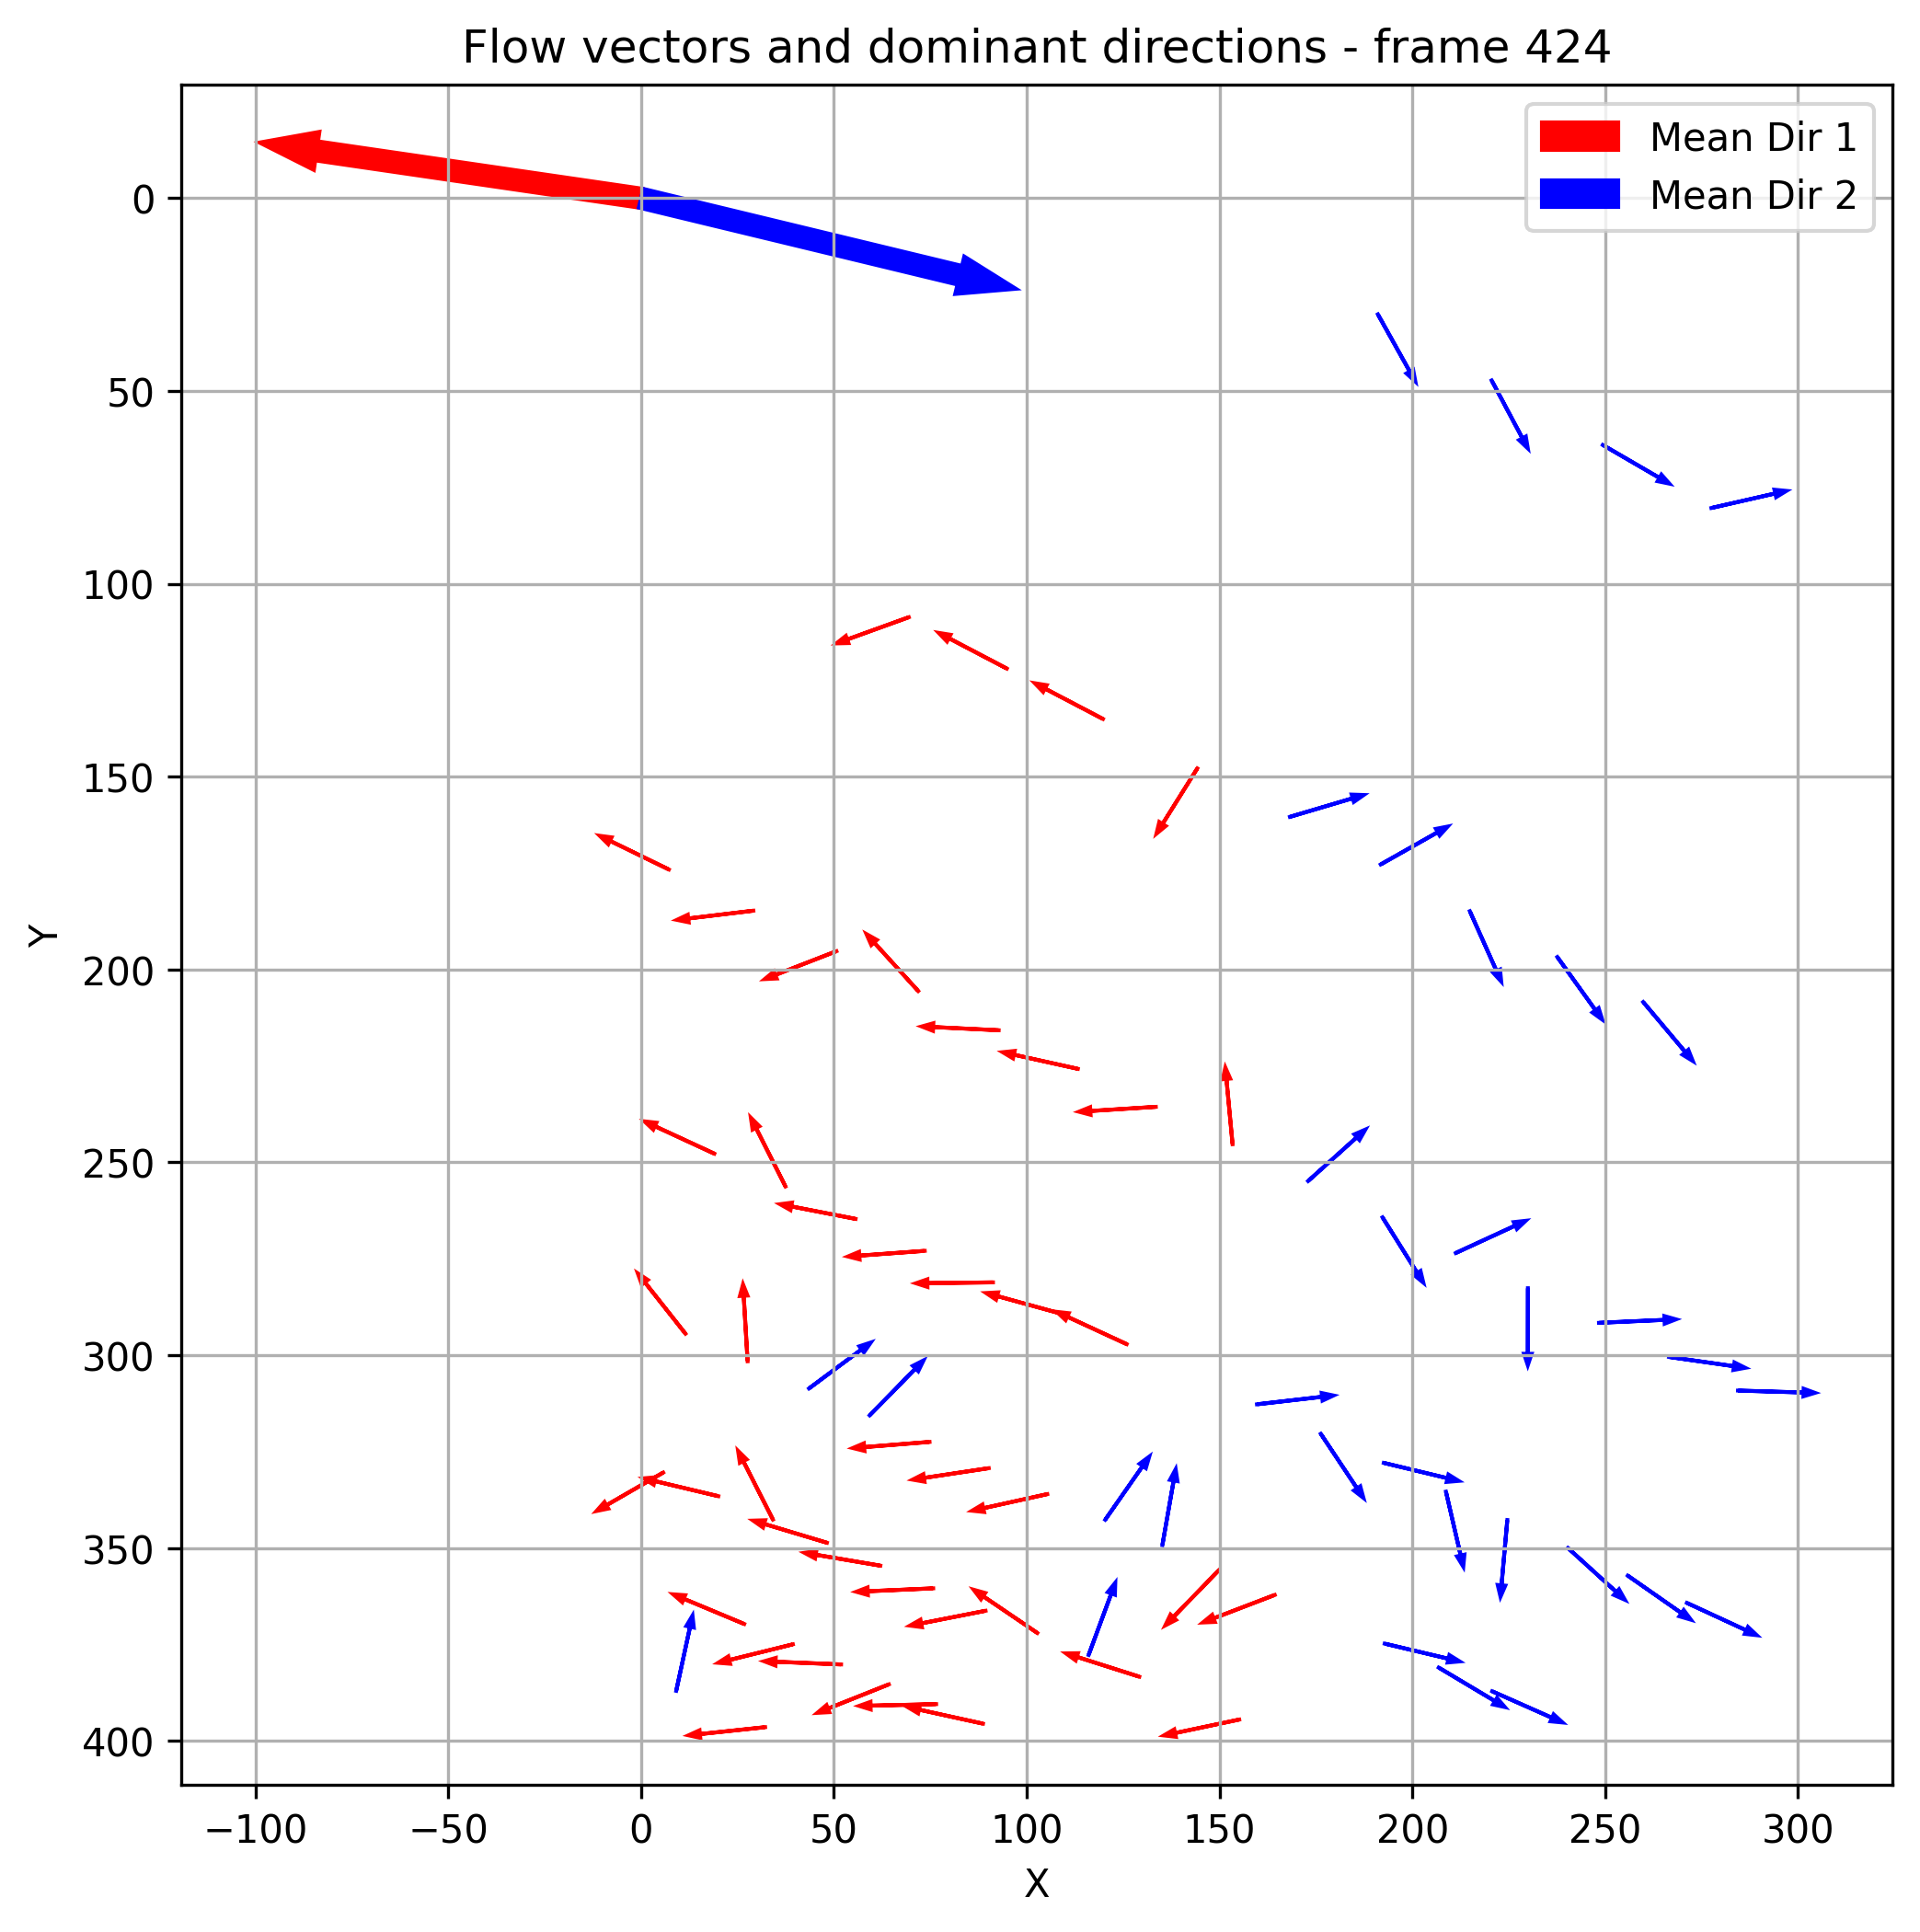 Flow vectors and dominant directions - frame 424
Mean Dir 1
Mean Dir 2
0
50
100
150
200
250
300
350
400
Y
−100 −50 0 50 100 150 200 250 300
X